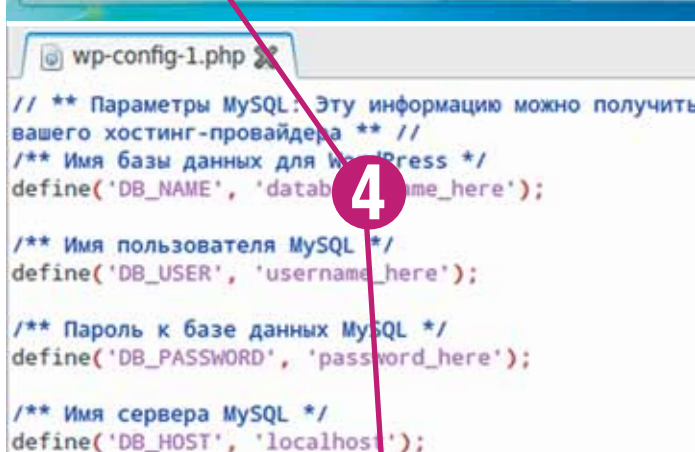 wp-config-1.php
// ** Параметры MySQL: Эту информацию можно получить
вашего хостинг-провайдера ** //
/** Имя базы данных для WordPress */
define('DB_NAME', 'database_name_here');
4
/** Имя пользователя MySQL */
define('DB_USER', 'username_here');
/** Пароль к базе данных MySQL */
define('DB_PASSWORD', 'password_here');
/** Имя сервера MySQL */
define('DB_HOST', 'localhost');